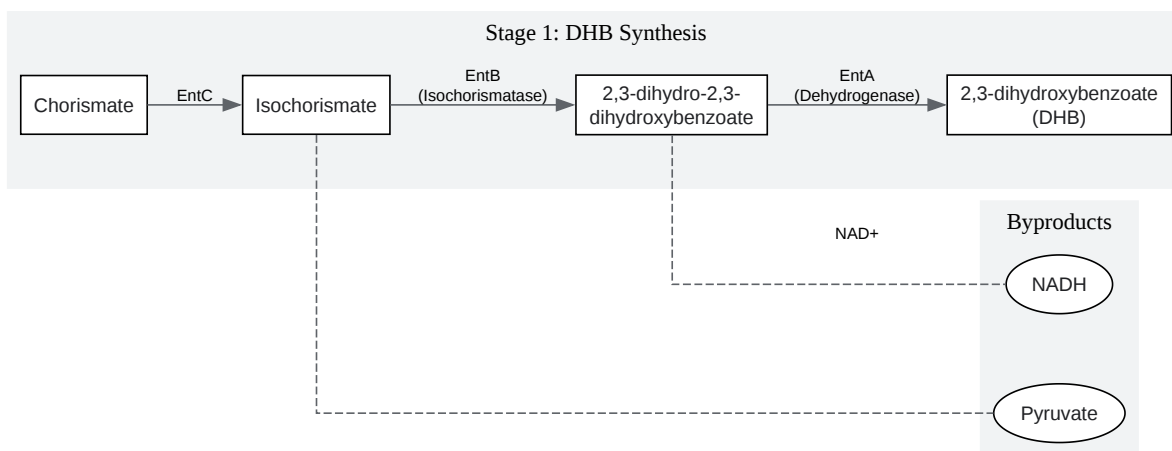 Stage 1: DHB Synthesis
Chorismate
EntC
Isochorismate
EntB
(Isochorismatase)
2,3-dihydro-2,3-
dihydroxybenzoate
EntA
(Dehydrogenase)
2,3-dihydroxybenzoate
(DHB)
Byproducts
NAD+
NADH
Pyruvate